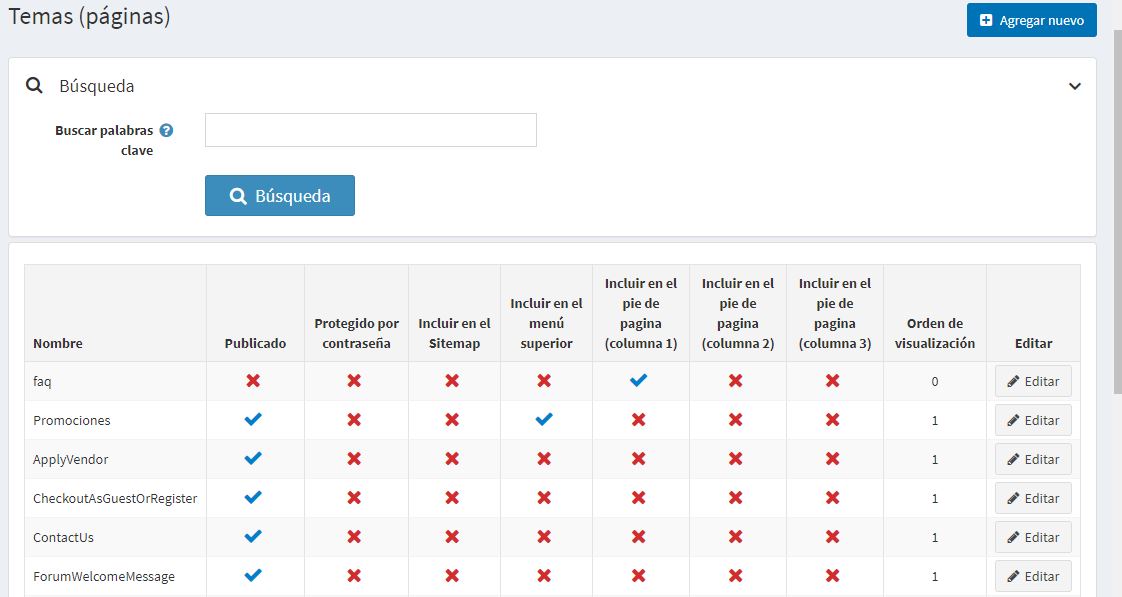 Temas (páginas)
Agregar nuevo
Búsqueda
Buscar palabras
clave
Búsqueda
Nombre
Publicado
Protegido por
contraseña
Incluir en el
Sitemap
Incluir en el
menú
superior
Incluir en el
pie de
pagina
(columna 1)
Incluir en el
pie de
pagina
(columna 2)
Incluir en el
pie de
pagina
(columna 3)
Orden de
visualización
Editar
faq 0 Editar
Promociones 1 Editar
ApplyVendor 1 Editar
CheckoutAsGuestOrRegister 1 Editar
ContactUs 1 Editar
ForumWelcomeMessage 1 Editar